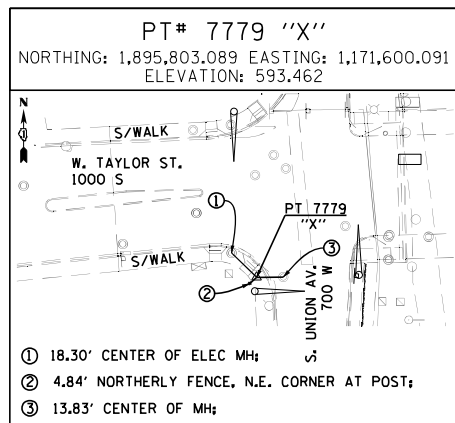 PT# 7779 "X"
NORTHING: 1,895,803.089 EASTING: 1,171,600.091
ELEVATION: 593.462
N
S/WALK
W. TAYLOR ST.
1000 S
1
PT 7779
"X"
3
S/WALK
2
S. UNION AV.
700 W
1 18.30' CENTER OF ELEC MH;
2 4.84' NORTHERLY FENCE, N.E. CORNER AT POST;
3 13.83' CENTER OF MH;